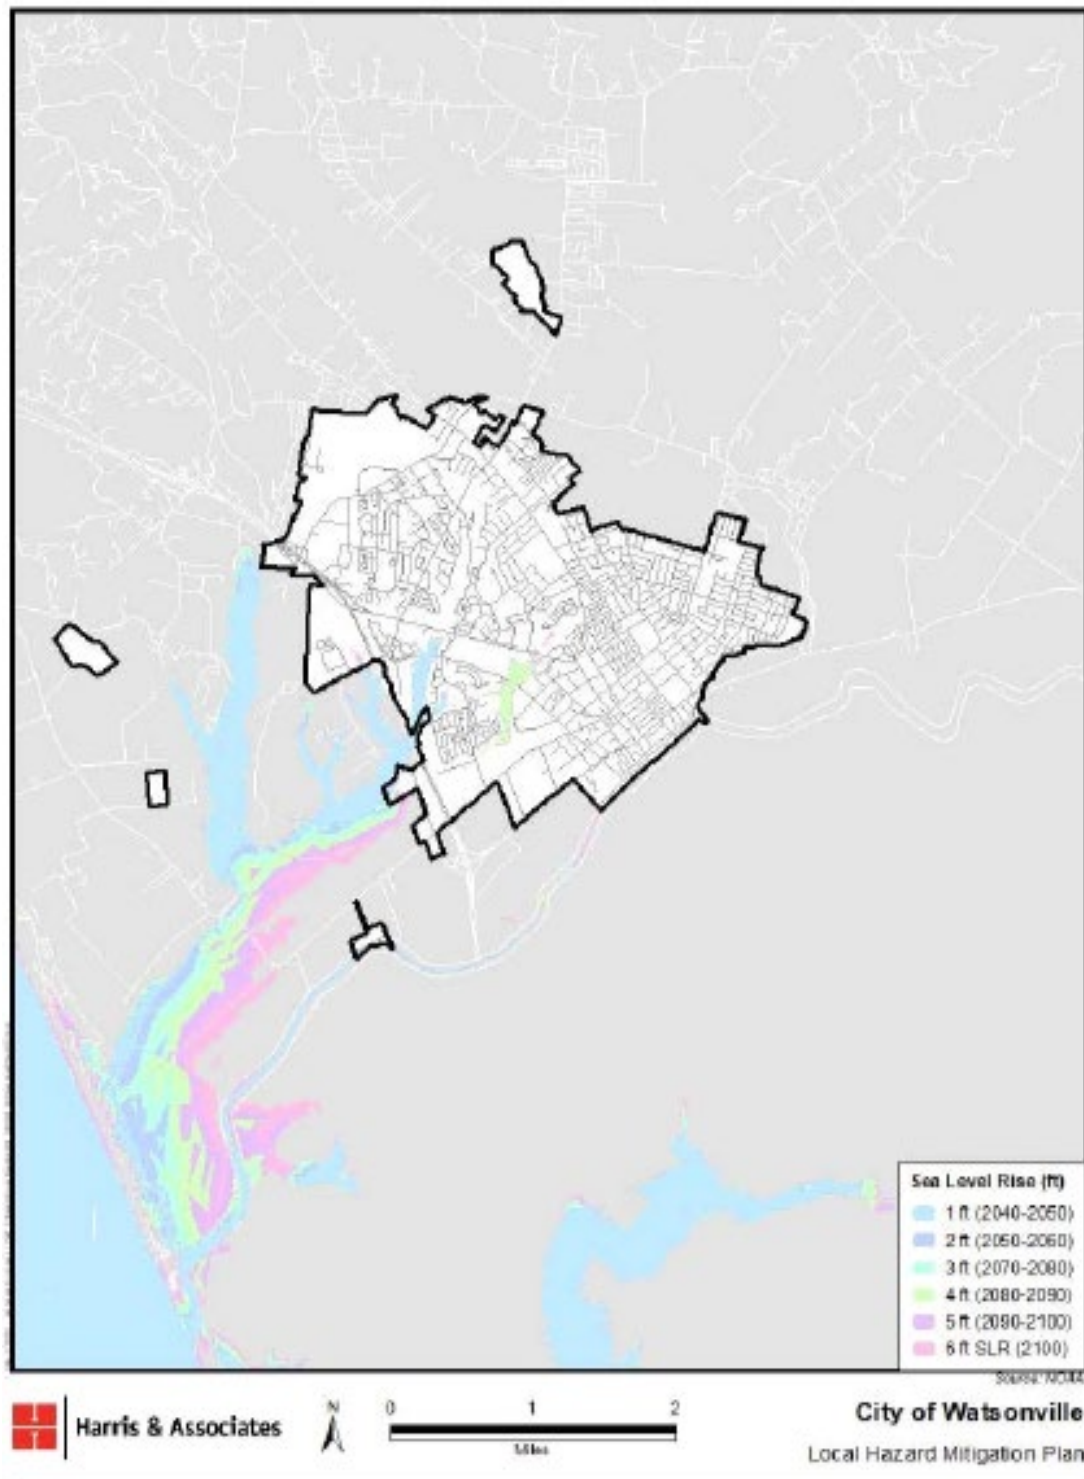 Sea Level Rise (ft)
1 ft (2040-2050)
2 ft (2050-2060)
3 ft (2070-2080)
4 ft (2080-2090)
5 ft (2090-2100)
6 ft SLR (2100)
Source: NOAA
Harris & Associates
N
0 1 2
Miles
City of Watsonville
Local Hazard Mitigation Plan